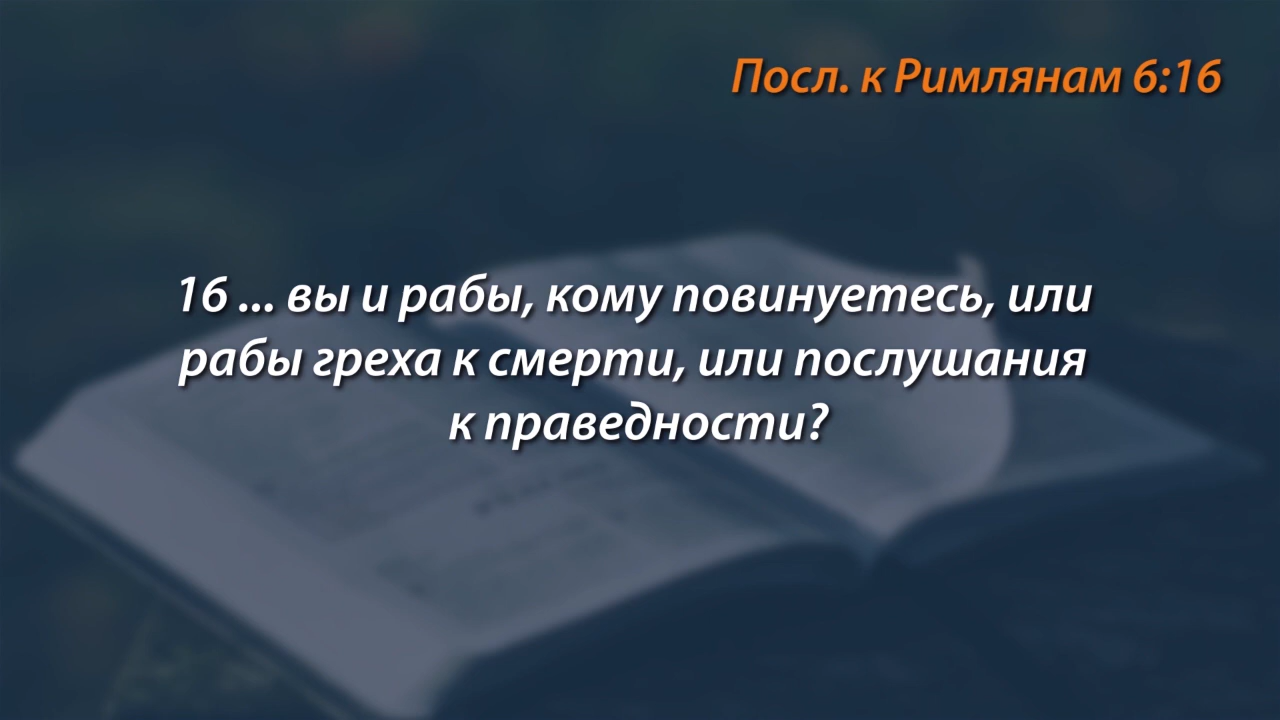 Посл. к Римлянам 6:16
16 ... вы и рабы, кому повинуетесь, или
рабы греха к смерти, или послушания
к праведности?